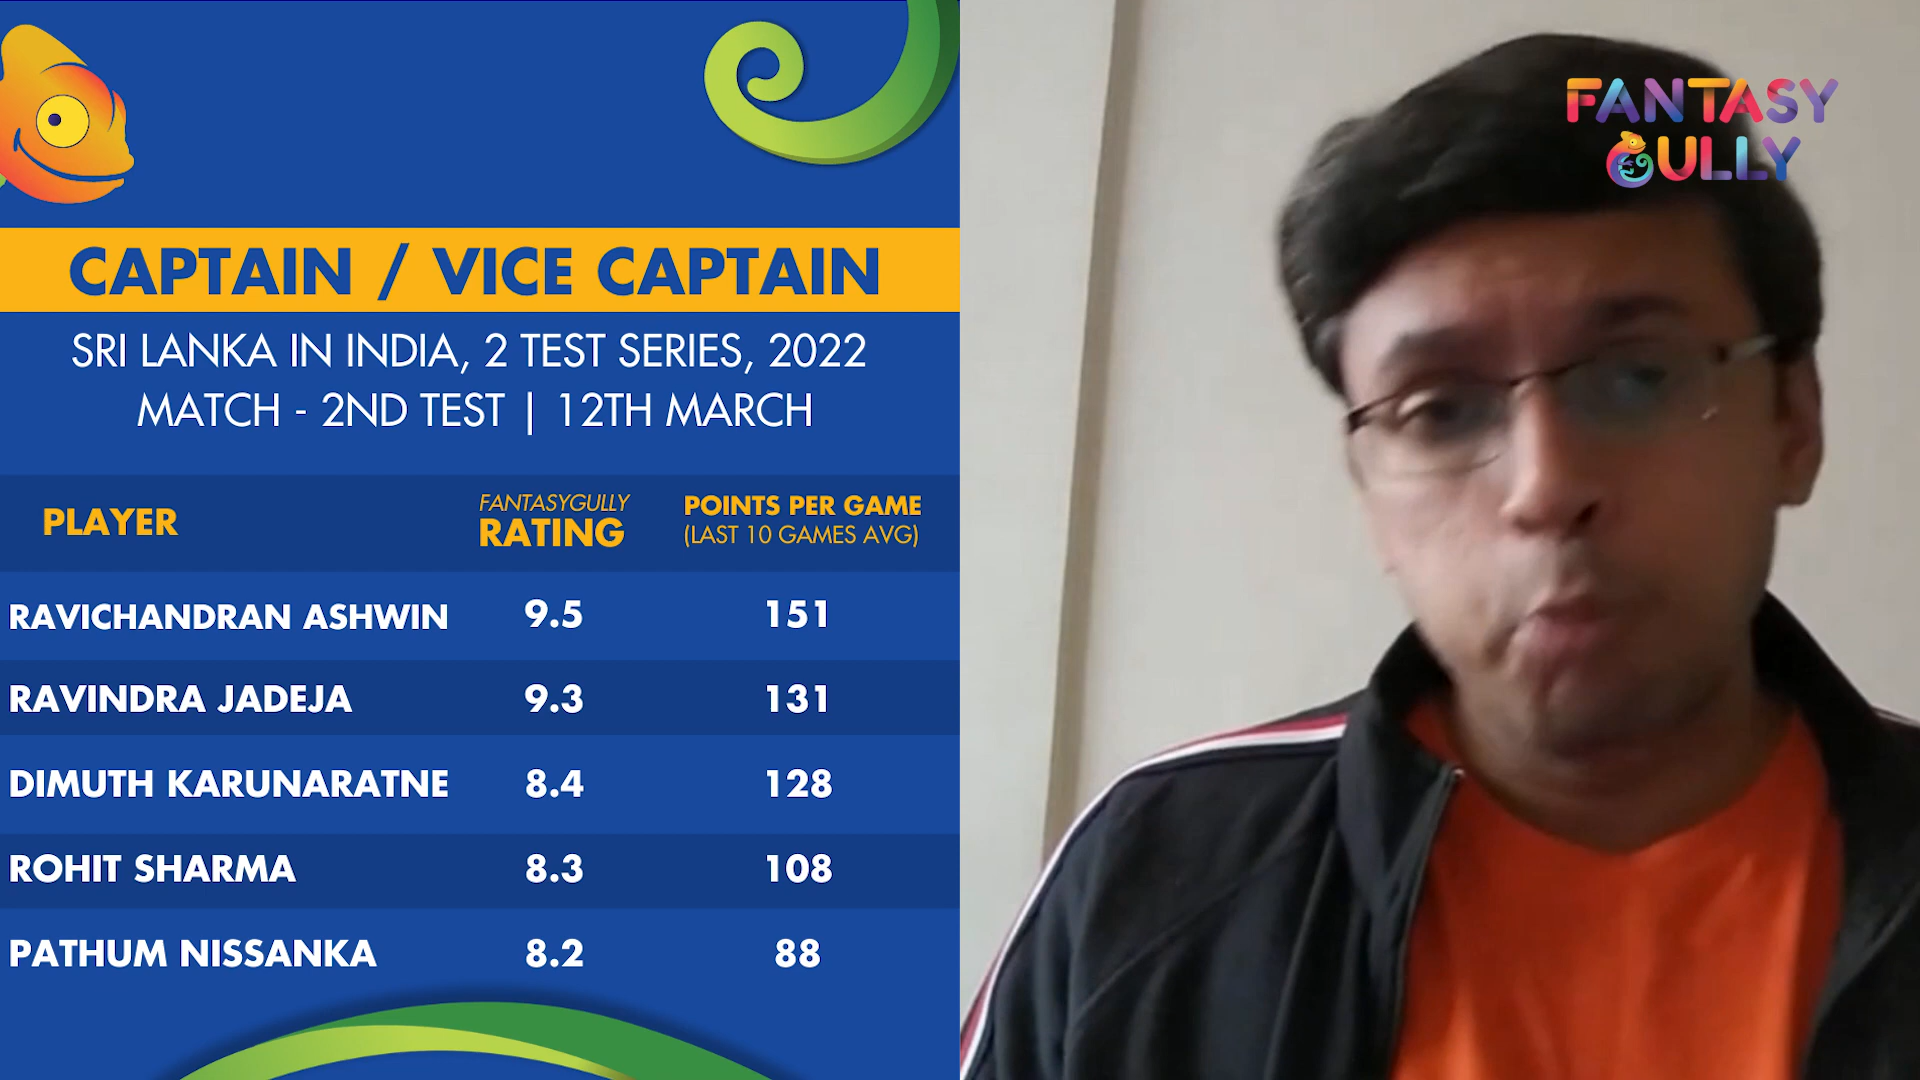 CAPTAIN / VICE CAPTAIN
SRI LANKA IN INDIA, 2 TEST SERIES, 2022
MATCH - 2ND TEST | 12TH MARCH
PLAYER
FANTASYGULLY
RATING
POINTS PER GAME
(LAST 10 GAMES AVG)
RAVICHANDRAN ASHWIN 9.5 151
RAVINDRA JADEJA 9.3 131
DIMUTH KARUNARATNE 8.4 128
ROHIT SHARMA 8.3 108
PATHUM NISSANKA 8.2 88
FANTASY
GULLY